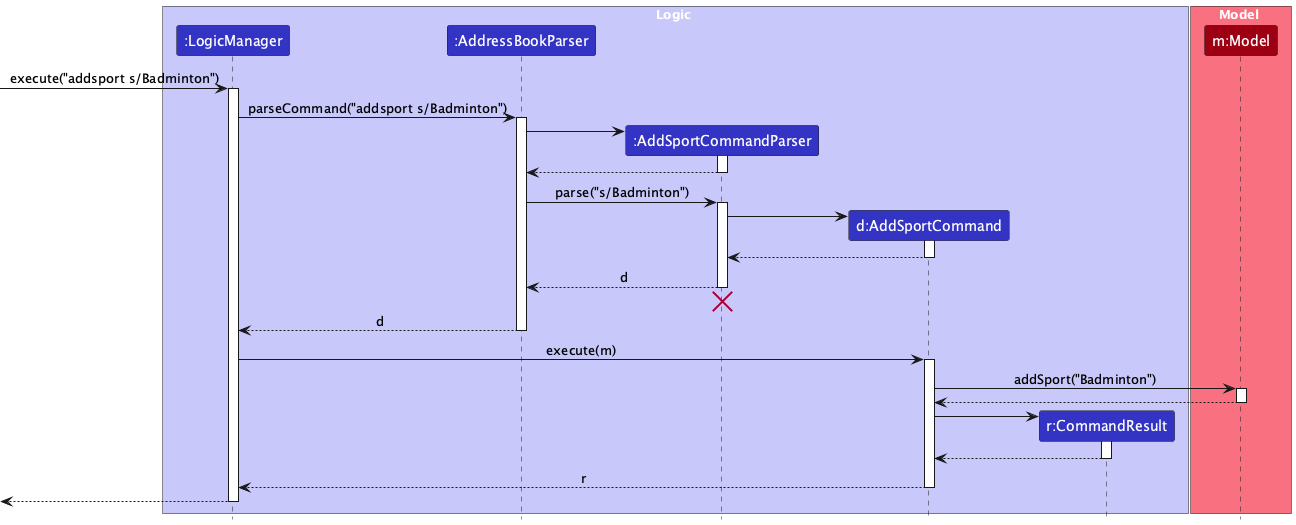 Logic
Model
:LogicManager
:AddressBookParser
m:Model
execute("addsport s/Badminton")
parseCommand("addsport s/Badminton")
:AddSportCommandParser
parse("s/Badminton")
d:AddSportCommand
d
d
execute(m)
addSport("Badminton")
r:CommandResult
r